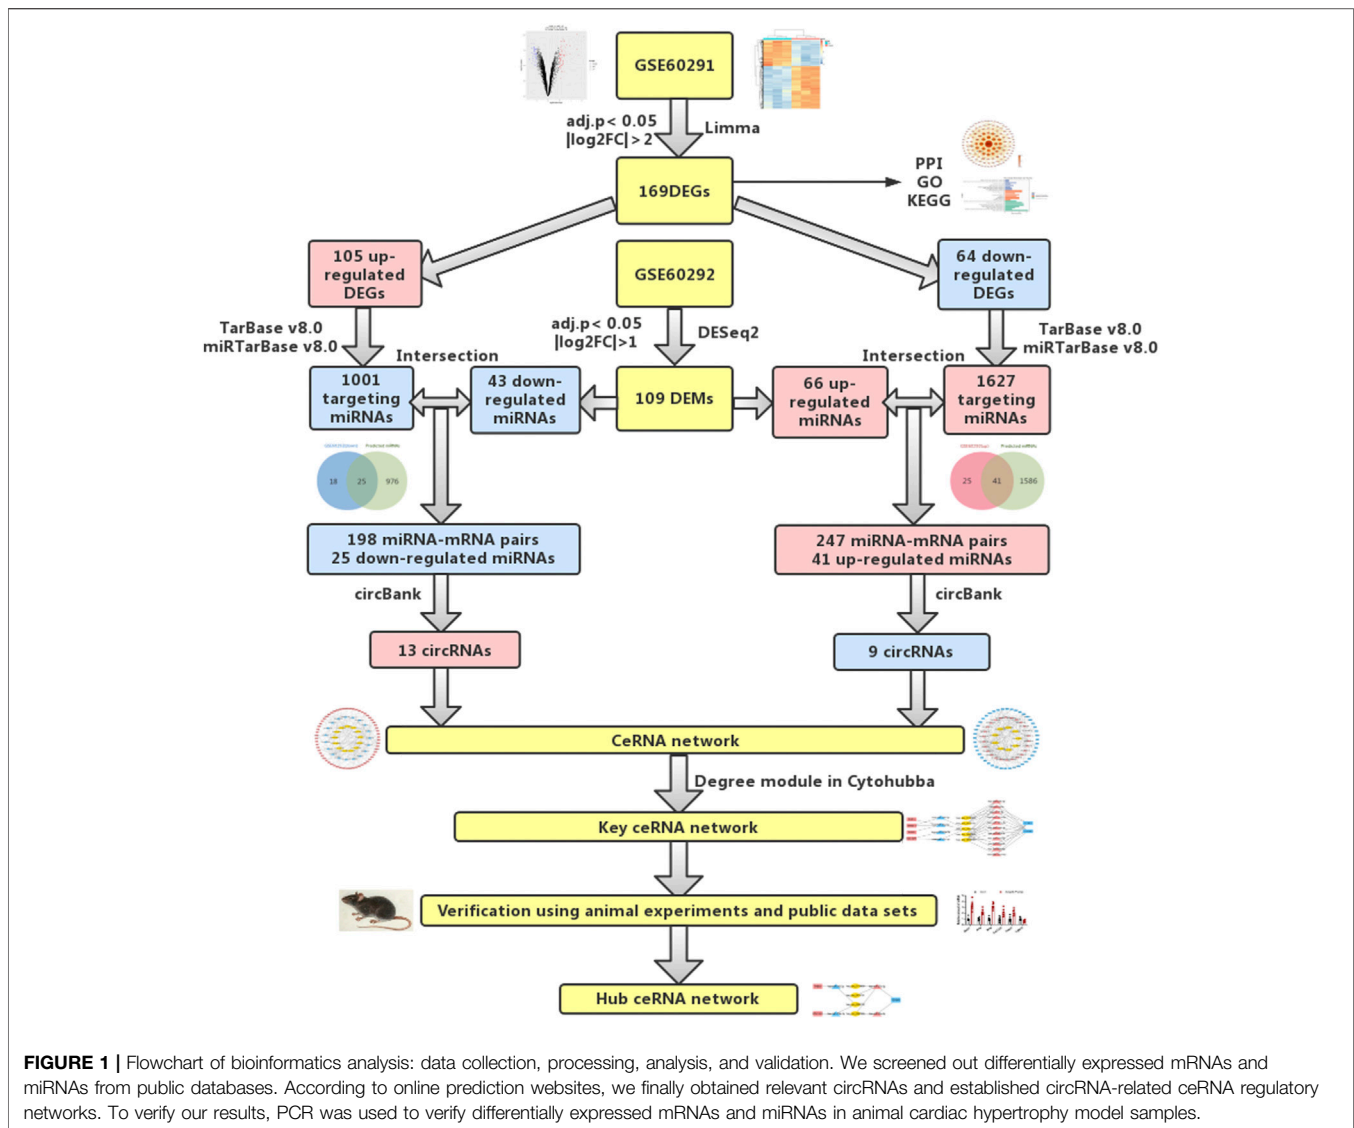 GSE60291
adj.p< 0.05
|log2FC|>2
Limma
169DEGs
PPI
GO
KEGG
105 up-
regulated
DEGs
GSE60292
64 down-
regulated
DEGs
TarBase v8.0
miRTarBase v8.0
adj.p< 0.05
|log2FC|>1
DESeq2
TarBase v8.0
miRTarBase v8.0
Intersection
Intersection
1001
targeting
miRNAs
43 down-
regulated
miRNAs
109 DEMs
66 up-
regulated
miRNAs
1627
targeting
miRNAs
Predicted miRNAs
18 25 976
Predicted miRNAs
25 41 1586
198 miRNA-mRNA pairs
25 down-regulated miRNAs
247 miRNA-mRNA pairs
41 up-regulated miRNAs
circBank
circBank
13 circRNAs
9 circRNAs
CeRNA network
Degree module in Cytohubba
Key ceRNA network
Verification using animal experiments and public data sets
Hub ceRNA network
FIGURE 1 | Flowchart of bioinformatics analysis: data collection, processing, analysis, and validation. We screened out differentially expressed mRNAs and
miRNAs from public databases. According to online prediction websites, we finally obtained relevant circRNAs and established circRNA-related ceRNA regulatory
networks. To verify our results, PCR was used to verify differentially expressed mRNAs and miRNAs in animal cardiac hypertrophy model samples.